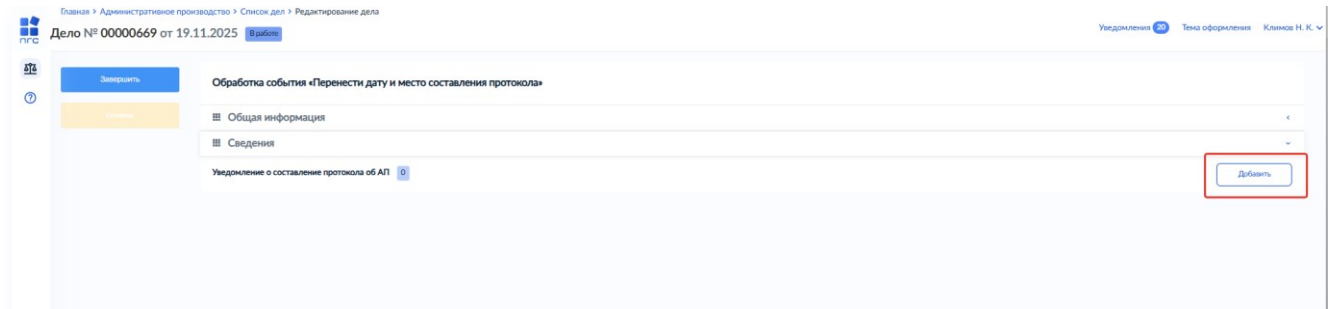 Главная > Административное производство > Список дел > Редактирование дела
пгс
Дело № 00000669 от 19.11.2025 В работе
Уведомления 20 Тема оформления Климов Н. К.
Завершить
Обработка события «Перенести дату и место составления протокола»
Общая информация
Сведения
Уведомление о составление протокола об АП 0
Добавить